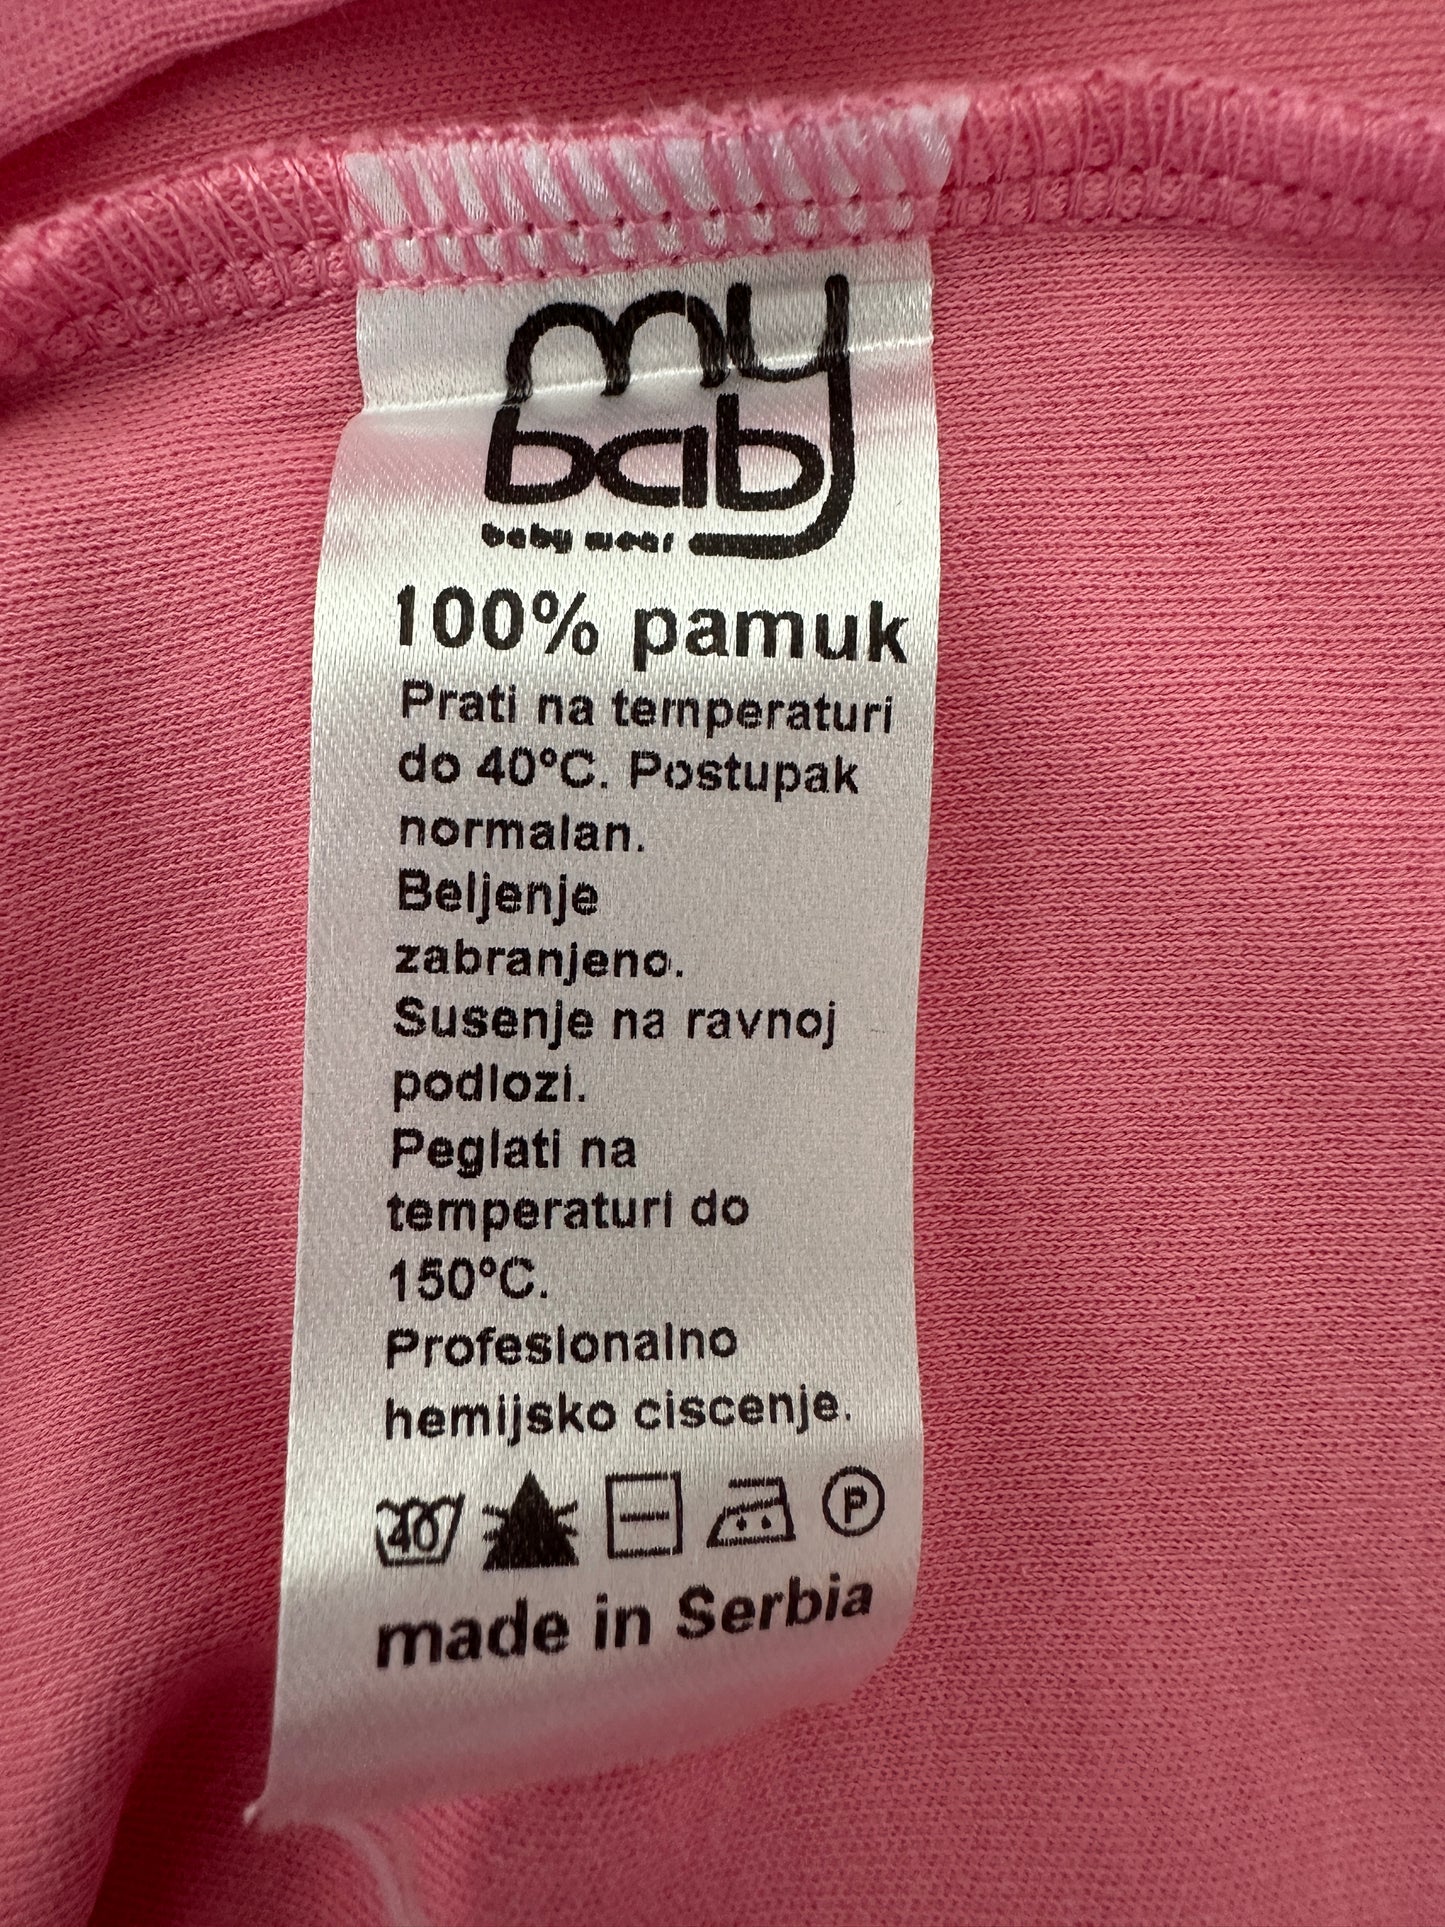 my
baby
baby wear
100% pamuk
Prati na temperaturi
do 40°C. Postupak
normalan.
Beljenje
zabranjeno.
Susenje na ravnoj
podlozi.
Peglati na
temperaturi do
150°C.
Profesionalno
hemijsko ciscenje.
40 P
made in Serbia